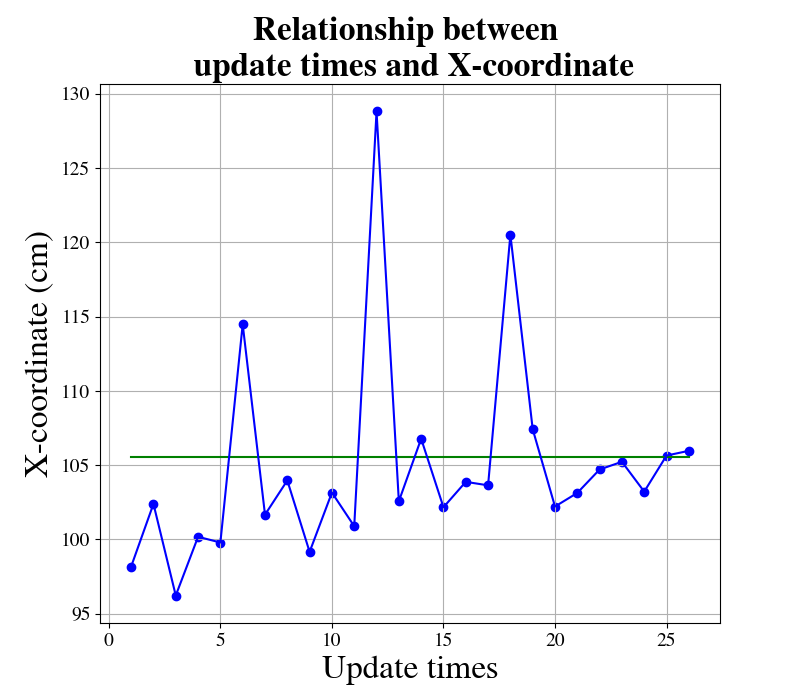 Relationship between
update times and X-coordinate
130
125
120
115
110
105
100
95
X-coordinate (cm)
0 5 10 15 20 25
Update times